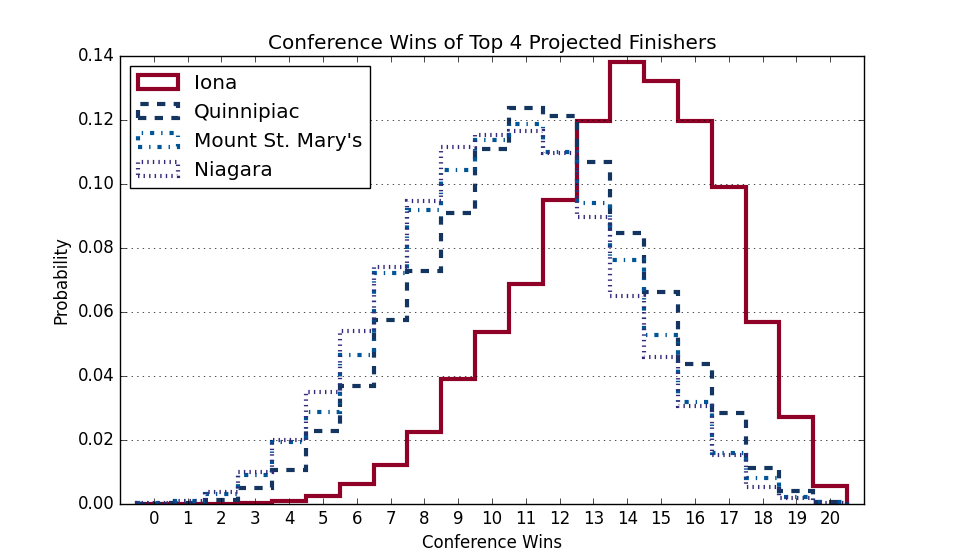 Conference Wins of Top 4 Projected Finishers
Iona
Quinnipiac
Mount St. Mary's
Niagara
Probability
0.14
0.12
0.10
0.08
0.06
0.04
0.02
0.00
0 1 2 3 4 5 6 7 8 9 10 11 12 13 14 15 16 17 18 19 20
Conference Wins